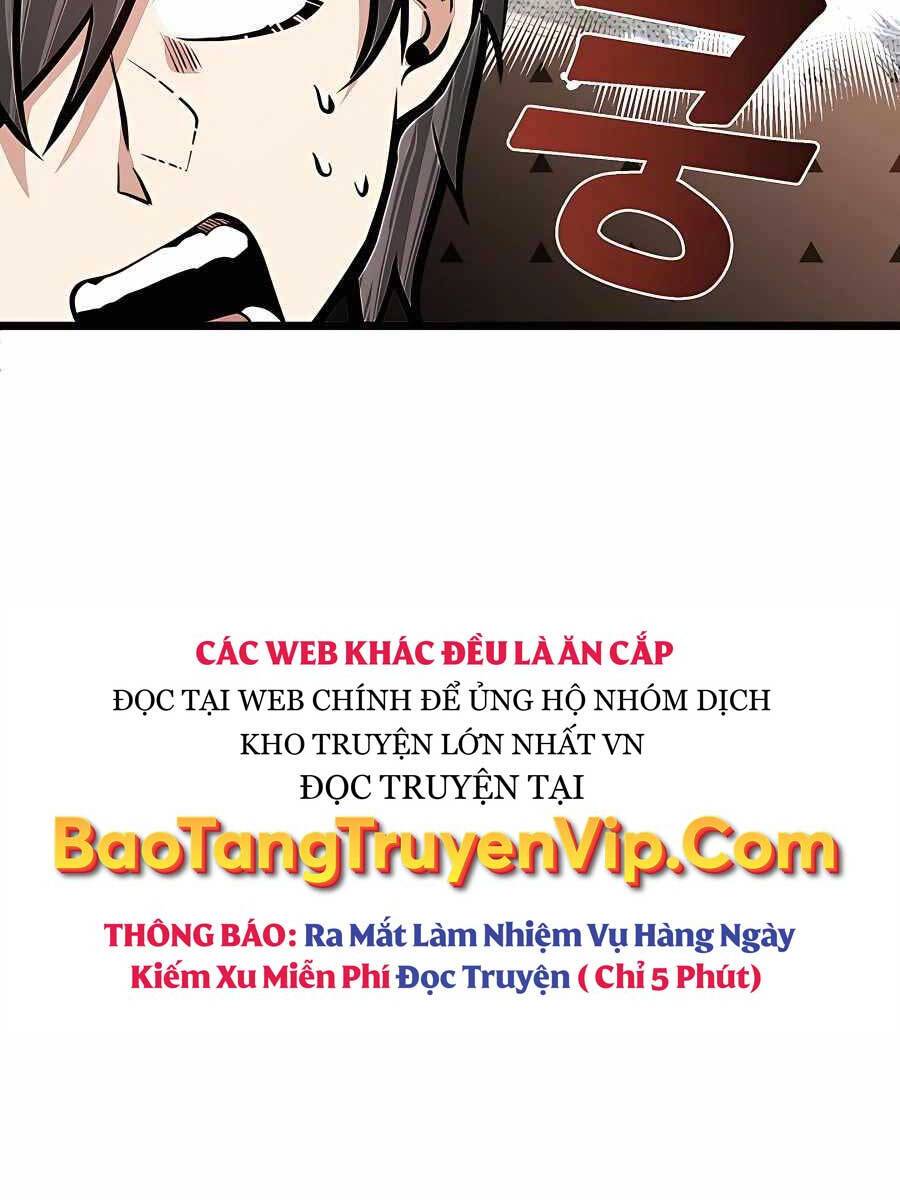 쿵
CÁC WEB KHÁC ĐỀU LÀ ĂN CẮP
ĐỌC TẠI WEB CHÍNH ĐỂ ỦNG HỘ NHÓM DỊCH
KHO TRUYỆN LỚN NHẤT VN
ĐỌC TRUYỆN TẠI
BaoTangTruyenVip.Com
THÔNG BÁO: Ra Mắt Làm Nhiệm Vụ Hàng Ngày
Kiếm Xu Miễn Phí Đọc Truyện ( Chỉ 5 Phút)